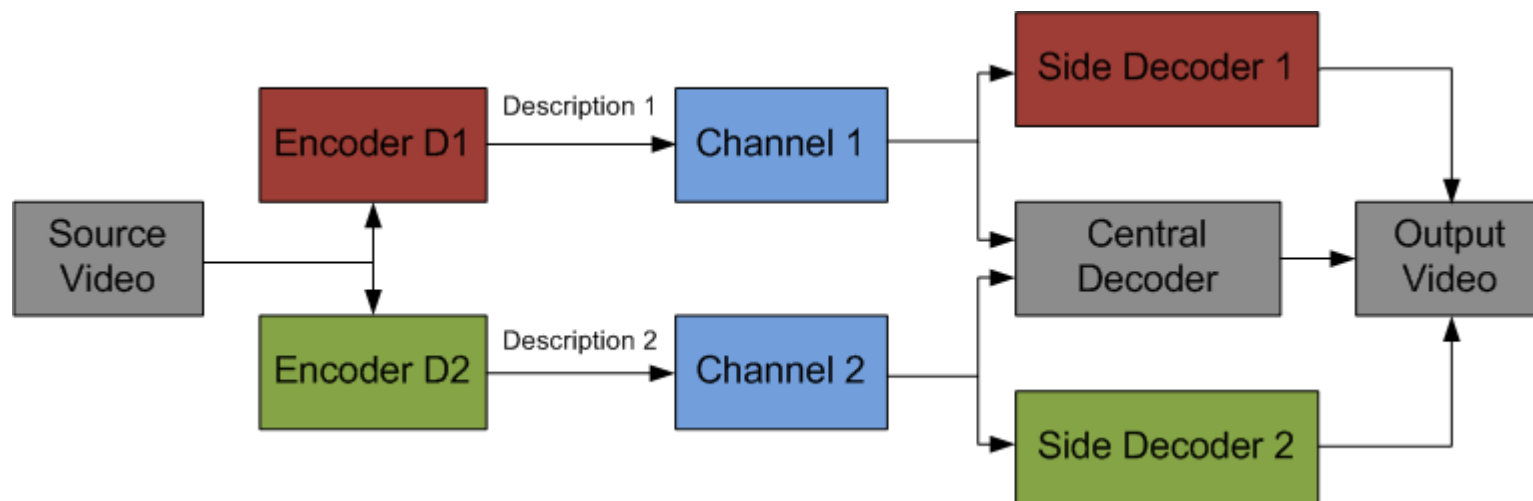 Source
Video
Encoder D1
Encoder D2
Description 1
Description 2
Channel 1
Channel 2
Side Decoder 1
Central
Decoder
Side Decoder 2
Output
Video